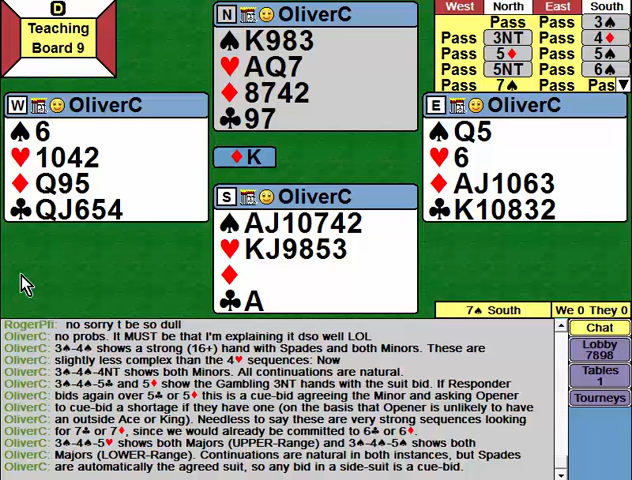 D
Teaching
Board 9
N OliverC
♠ K983
♥ AQ7
♦ 8742
♣ 97
West North East South
Pass 3♠
Pass 3NT Pass 4♦
Pass 5♦ Pass 5♠
Pass 5NT Pass 6♠
Pass 7♠ Pas
W OliverC
♠ 6
♥ 1042
♦ Q95
♣ QJ654
♦ K
E OliverC
♠ Q5
♥ 6
♦ AJ1063
♣ K10832
S OliverC
♠ AJ10742
♥ KJ9853
♦
♣ A
7♠ South
We 0 They 0
RogerPfi: no sorry t be so dull
OliverC: no probs. It MUST be that I'm explaining it dso well LOL
OliverC: 3♠-4♠ shows a strong (16+) hand with Spades and both Minors. These are
slightly less complex than the 4♥ sequences: Now
OliverC: 3♠-4♠-4NT shows both Minors. All continuations are natural.
OliverC: 3♠-4♠-5♣ and 5♦ show the Gambling 3NT hands with the suit bid. If Responder
OliverC: bids again over 5♣ or 5♦ this is a cue-bid agreeing the Minor and asking Opener
OliverC: to cue-bid a shortage if they have one (on the basis that Opener is unlikely to have
OliverC: an outside Ace or King). Needless to say these are very strong sequences looking
OliverC: for 7♣ or 7♦, since we would already be committed to 6♣ or 6♦.
OliverC: 3♠-4♠-5♥ shows both Majors (UPPER-Range) and 3♠-4♠-5♠ shows both
OliverC: Majors (LOWER-Range). Continuations are natural in both instances, but Spades
OliverC: are automatically the agreed suit, so any bid in a side-suit is a cue-bid.
Chat
Lobby
7898
Tables
1
Tourneys